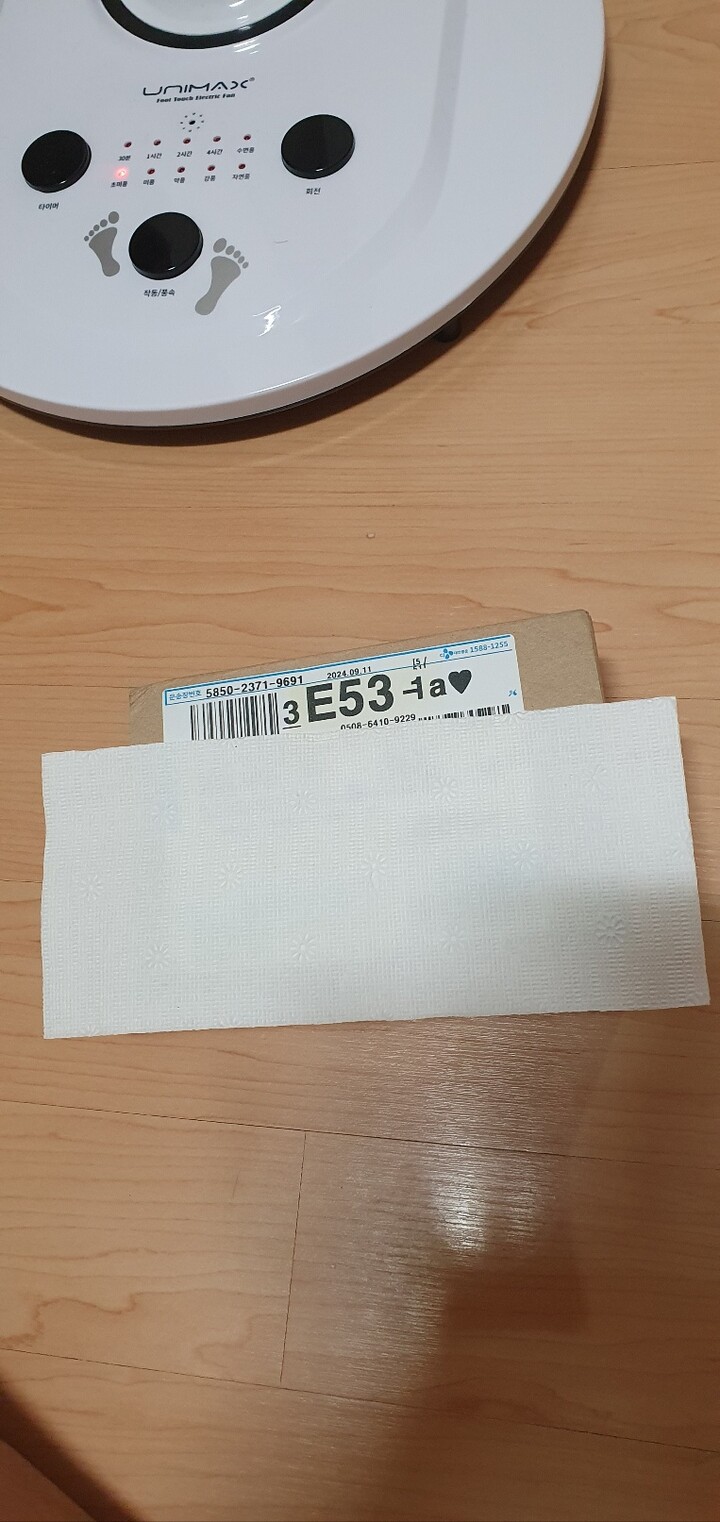 UNIMAX®
Foot Touch Electric Fan
30분 1시간 2시간 4시간 수면풍
초미풍 미풍 약풍 강풍 자연풍
타이머
회전
작동/풍속
운송장번호 5850-2371-9691 2024.09.11 1588-1255
3 E53-1a♥
0508-6410-9229